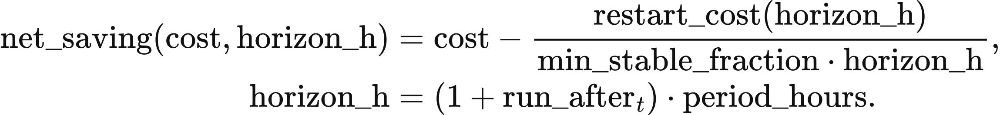 net_saving(cost, horizon_h) = cost − restart_cost(horizon_h) / min_stable_fraction · horizon_h,
horizon_h = (1 + run_after_t) · period_hours.